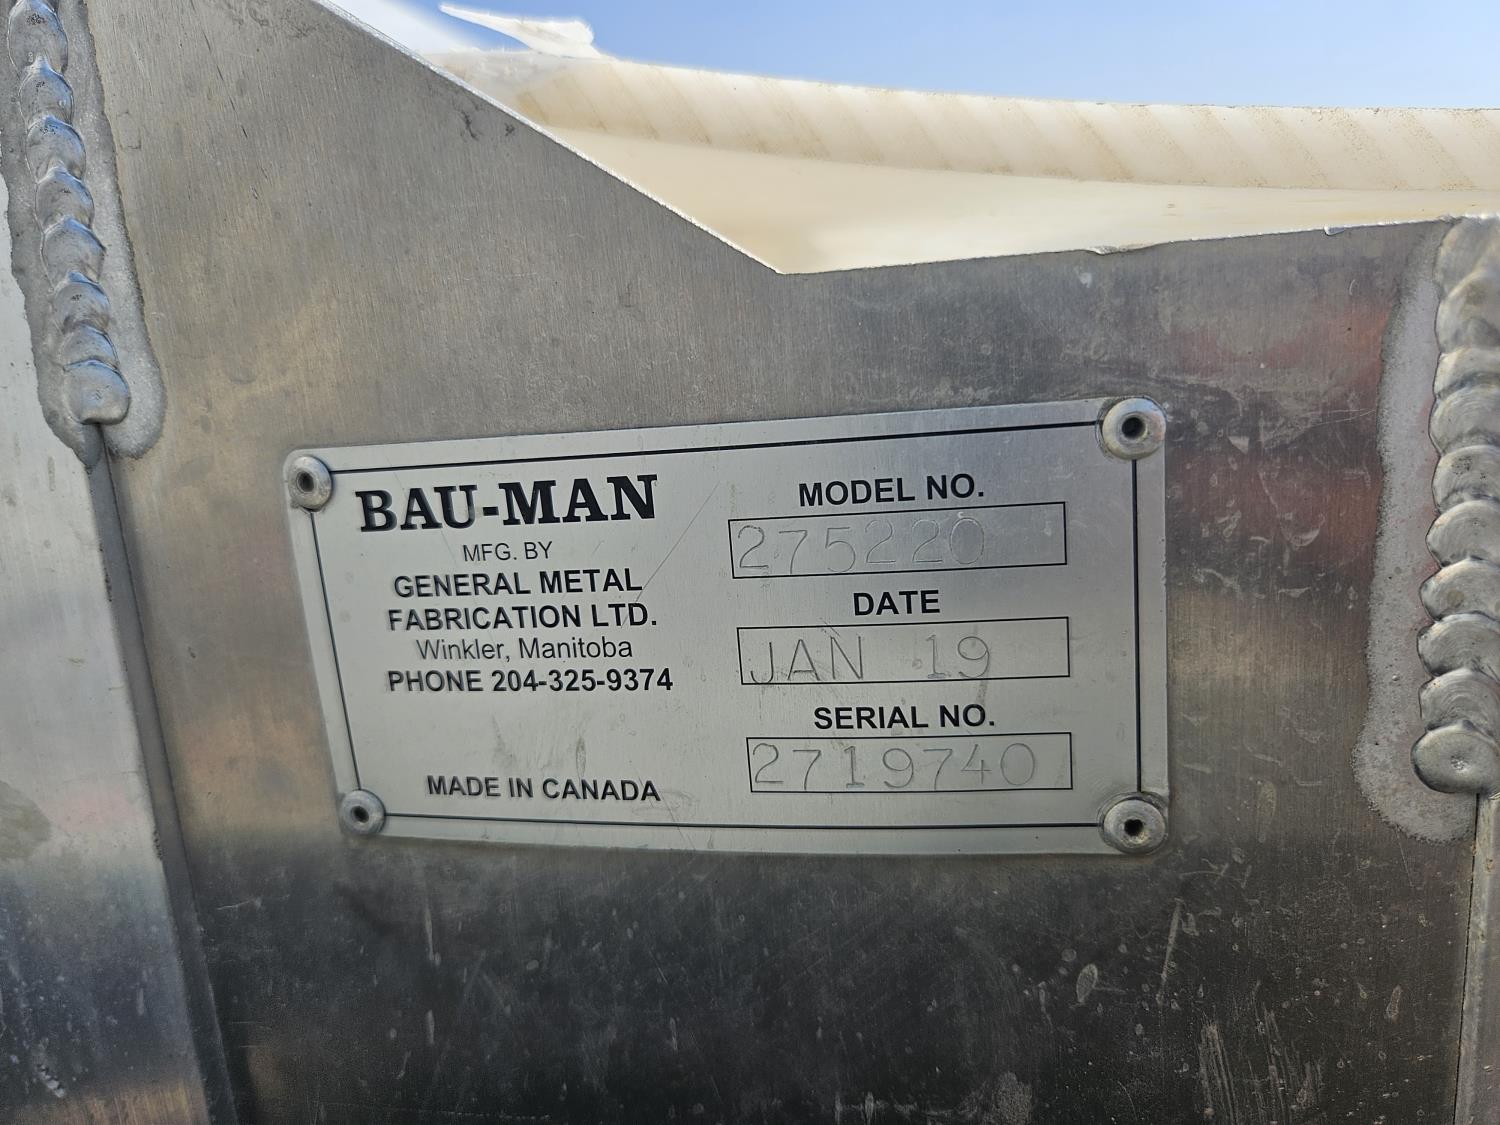 BAU-MAN
MFG. BY
GENERAL METAL
FABRICATION LTD.
Winkler, Manitoba
PHONE 204-325-9374
MADE IN CANADA
MODEL NO.
275220
DATE
JAN 19
SERIAL NO.
2719740